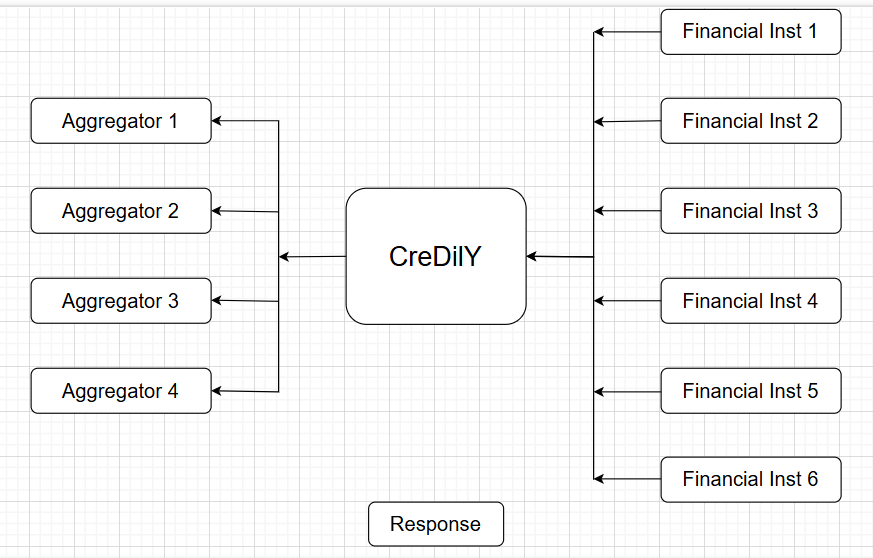 Financial Inst 1
Aggregator 1
Financial Inst 2
Aggregator 2
Financial Inst 3
CreDilY
Aggregator 3
Financial Inst 4
Aggregator 4
Financial Inst 5
Financial Inst 6
Response